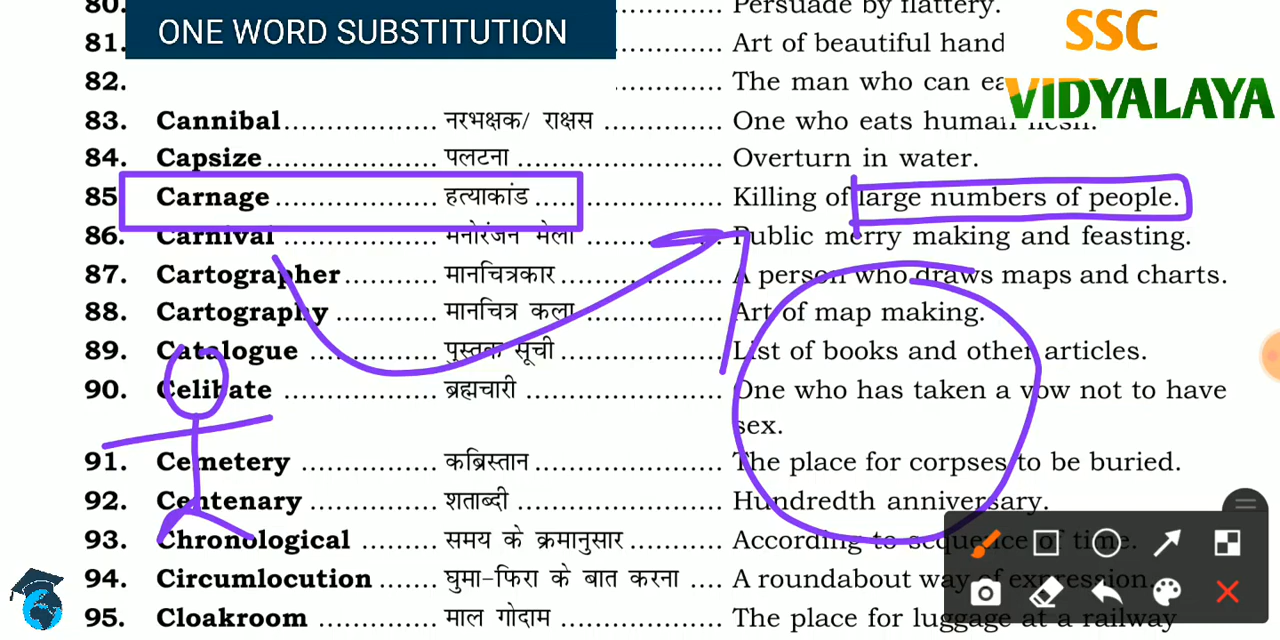 80. .............. Persuade by flattery.
ONE WORD SUBSTITUTION
SSC
VIDYALAYA
81. .............. Art of beautiful hand
82. .............. The man who can ea
83. Cannibal.................. नरभक्षक/ राक्षस .............. One who eats human flesh.
84. Capsize.................... पलटना ........................ Overturn in water.
85 Carnage................... हत्याकांड ....................... Killing of large numbers of people.
86. Carnival .................. मनोरंजन मेला ................ Public merry making and feasting.
87. Cartographer........... मानचित्रकार ................... A person who draws maps and charts.
88. Cartography ............ मानचित्र कला ................ Art of map making.
89. Catalogue ............... पुस्तक सूची ................... List of books and other articles.
90. Celibate .................. ब्रह्मचारी ....................... One who has taken a vow not to have
sex.
91. Cemetery ................ कब्रिस्तान...................... The place for corpses to be buried.
92. Centenary ............... शताब्दी ........................ Hundredth anniversary.
93. Chronological ......... समय के क्रमानुसार ........... According to sequence of time.
94. Circumlocution ....... घुमा-फिरा के बात करना .... A roundabout way of expression.
95. Cloakroom .............. माल गोदाम .................... The place for luggage at a railway